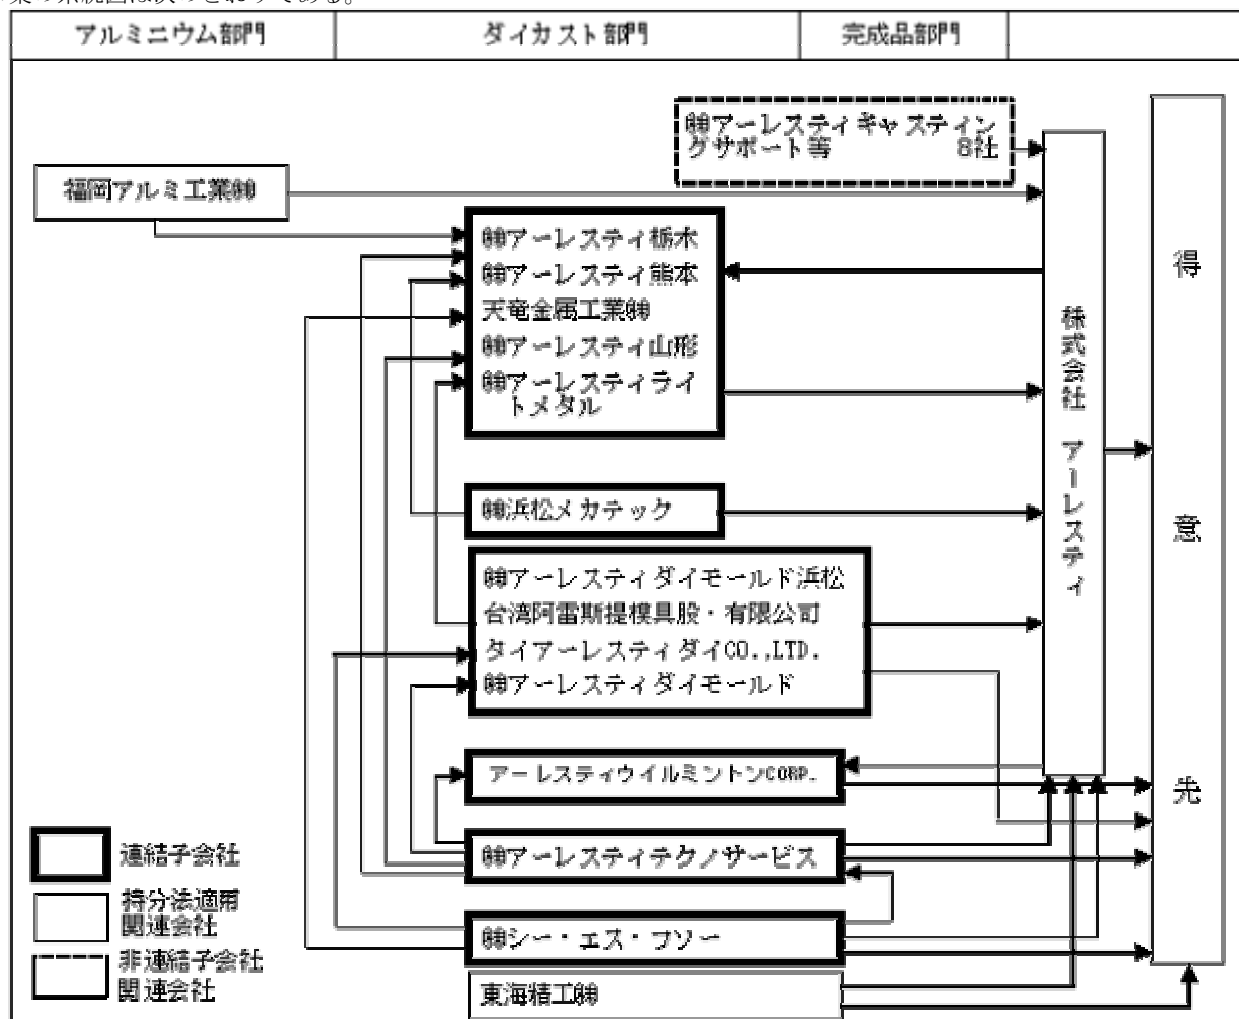 業の系統図は次のとおりである。
アルミニウム部門
ダイカスト部門
完成品部門
㈱アーレスティキャスティン
グサポート等 8社
福岡アルミ工業㈱
㈱アーレスティ栃木
㈱アーレスティ熊本
天竜金属工業㈱
㈱アーレスティ山形
㈱アーレスティライ
トメタル
㈱浜松メカテック
㈱アーレスティダイモールド浜松
台湾阿雷斯提模具股・有限公司
タイアーレスティダイCO.,LTD.
㈱アーレスティダイモールド
アーレスティウイルミントンCORP.
㈱アーレスティテクノサービス
㈱シー・エス・フソー
東海精工㈱
株式会社 アーレスティ
得意先
連結子会社
持分法適用
関連会社
非連結子会社
関連会社